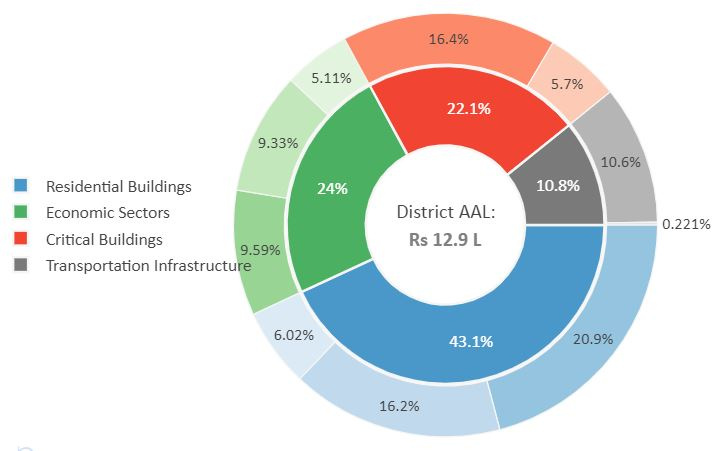 16.4%
5.11%
5.7%
22.1%
9.33%
10.6%
24%
10.8%
Residential Buildings
Economic Sectors
Critical Buildings
Transportation Infrastructure
District AAL:
Rs 12.9 L
0.221%
9.59%
6.02%
43.1%
20.9%
16.2%